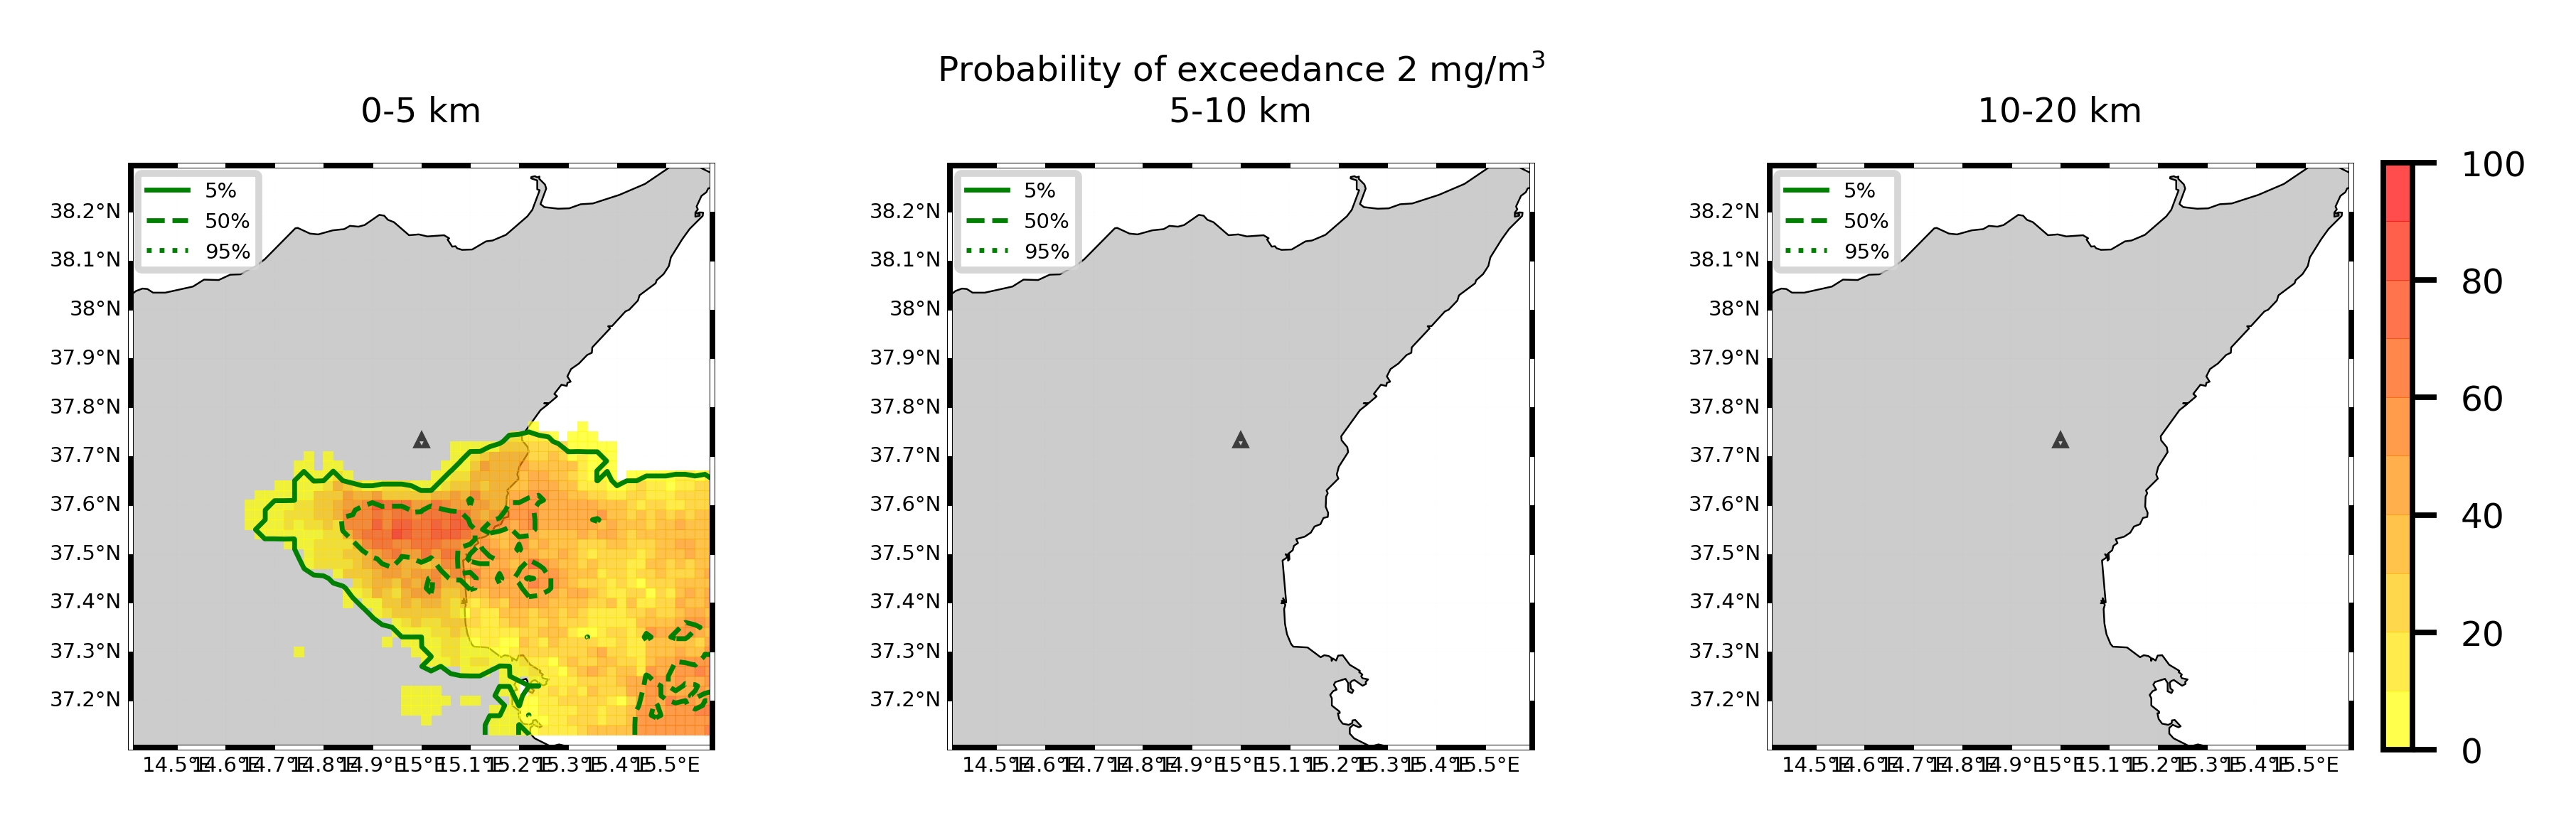 Probability of exceedance 2 mg/m³
0-5 km
5%
50%
95%
38.2°N
38.1°N
38°N
37.9°N
37.8°N
37.7°N
37.6°N
37.5°N
37.4°N
37.3°N
37.2°N
14.5°E 14.6°E 14.7°E 14.8°E 14.9°E 15°E 15.1°E 15.2°E 15.3°E 15.4°E 15.5°E
5-10 km
5%
50%
95%
38.2°N
38.1°N
38°N
37.9°N
37.8°N
37.7°N
37.6°N
37.5°N
37.4°N
37.3°N
37.2°N
14.5°E 14.6°E 14.7°E 14.8°E 14.9°E 15°E 15.1°E 15.2°E 15.3°E 15.4°E 15.5°E
10-20 km
5%
50%
95%
38.2°N
38.1°N
38°N
37.9°N
37.8°N
37.7°N
37.6°N
37.5°N
37.4°N
37.3°N
37.2°N
14.5°E 14.6°E 14.7°E 14.8°E 14.9°E 15°E 15.1°E 15.2°E 15.3°E 15.4°E 15.5°E
100
80
60
40
20
0